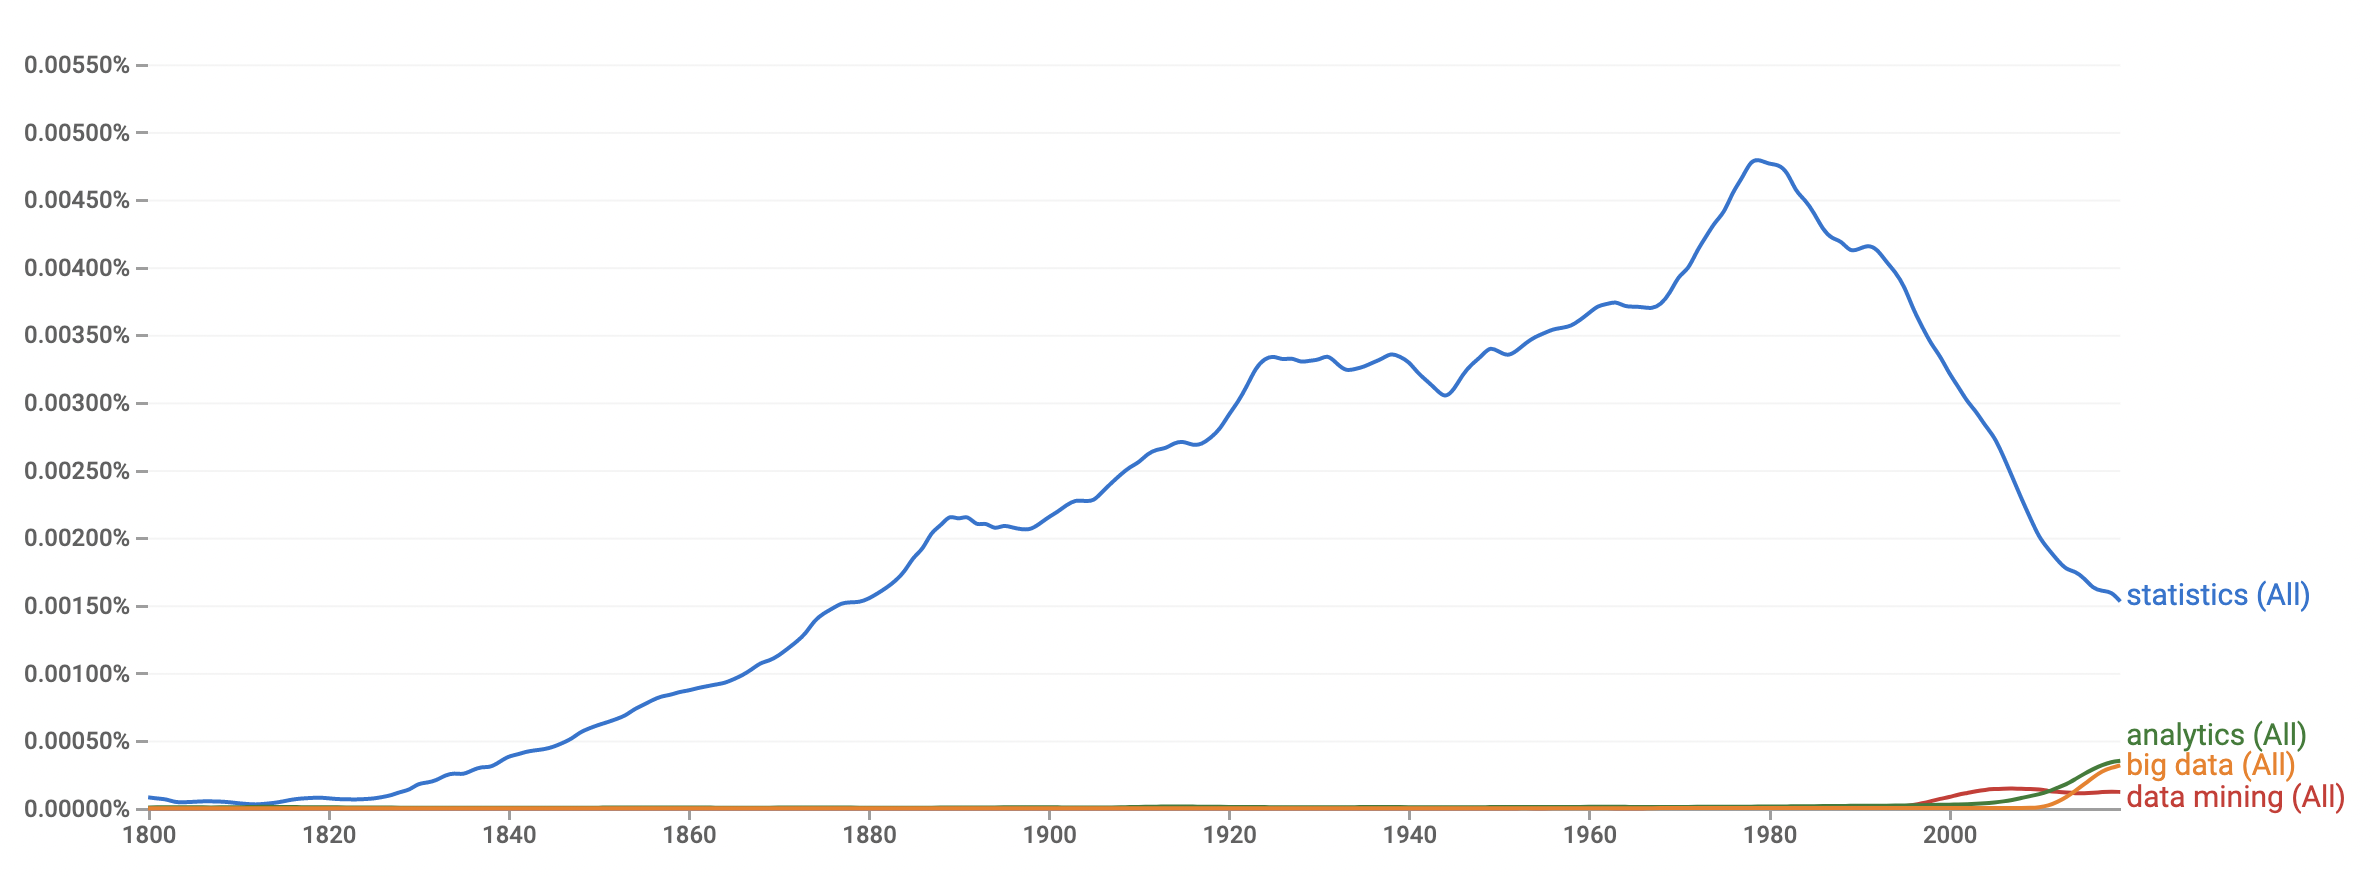 0.00550%
0.00500%
0.00450%
0.00400%
0.00350%
0.00300%
0.00250%
0.00200%
0.00150%
statistics (All)
0.00100%
0.00050%
analytics (All)
big data (All)
data mining (All)
0.00000%
1800 1820 1840 1860 1880 1900 1920 1940 1960 1980 2000